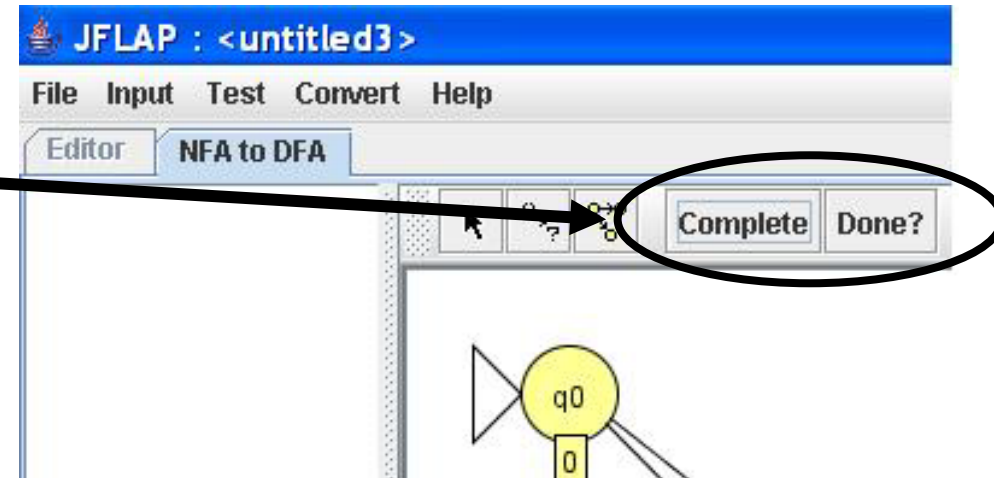 JFLAP : <untitled3>
File Input Test Convert Help
Editor NFA to DFA
? Complete Done?
q0
0